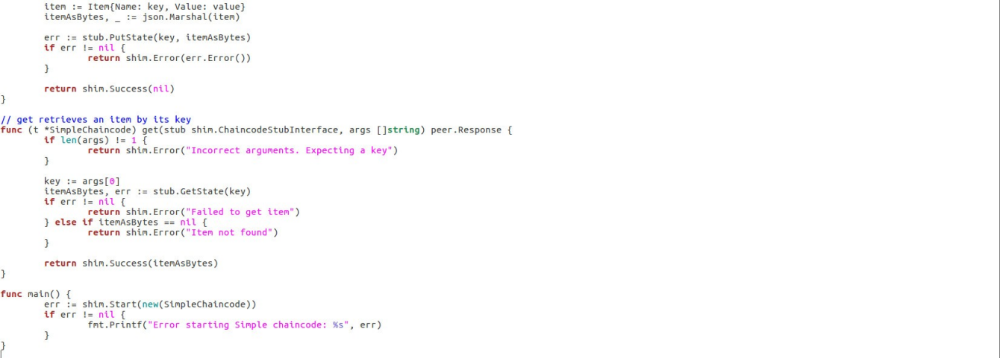 item := Item{Name: key, Value: value}
itemAsBytes, _ := json.Marshal(item)
err := stub.PutState(key, itemAsBytes)
if err != nil {
return shim.Error(err.Error())
}
return shim.Success(nil)
}
// get retrieves an item by its key
func (t *SimpleChaincode) get(stub shim.ChaincodeStubInterface, args []string) peer.Response {
if len(args) != 1 {
return shim.Error("Incorrect arguments. Expecting a key")
}
key := args[0]
itemAsBytes, err := stub.GetState(key)
if err != nil {
return shim.Error("Failed to get item")
} else if itemAsBytes == nil {
return shim.Error("Item not found")
}
return shim.Success(itemAsBytes)
}
func main() {
err := shim.Start(new(SimpleChaincode))
if err != nil {
fmt.Printf("Error starting Simple chaincode: %s", err)
}
}